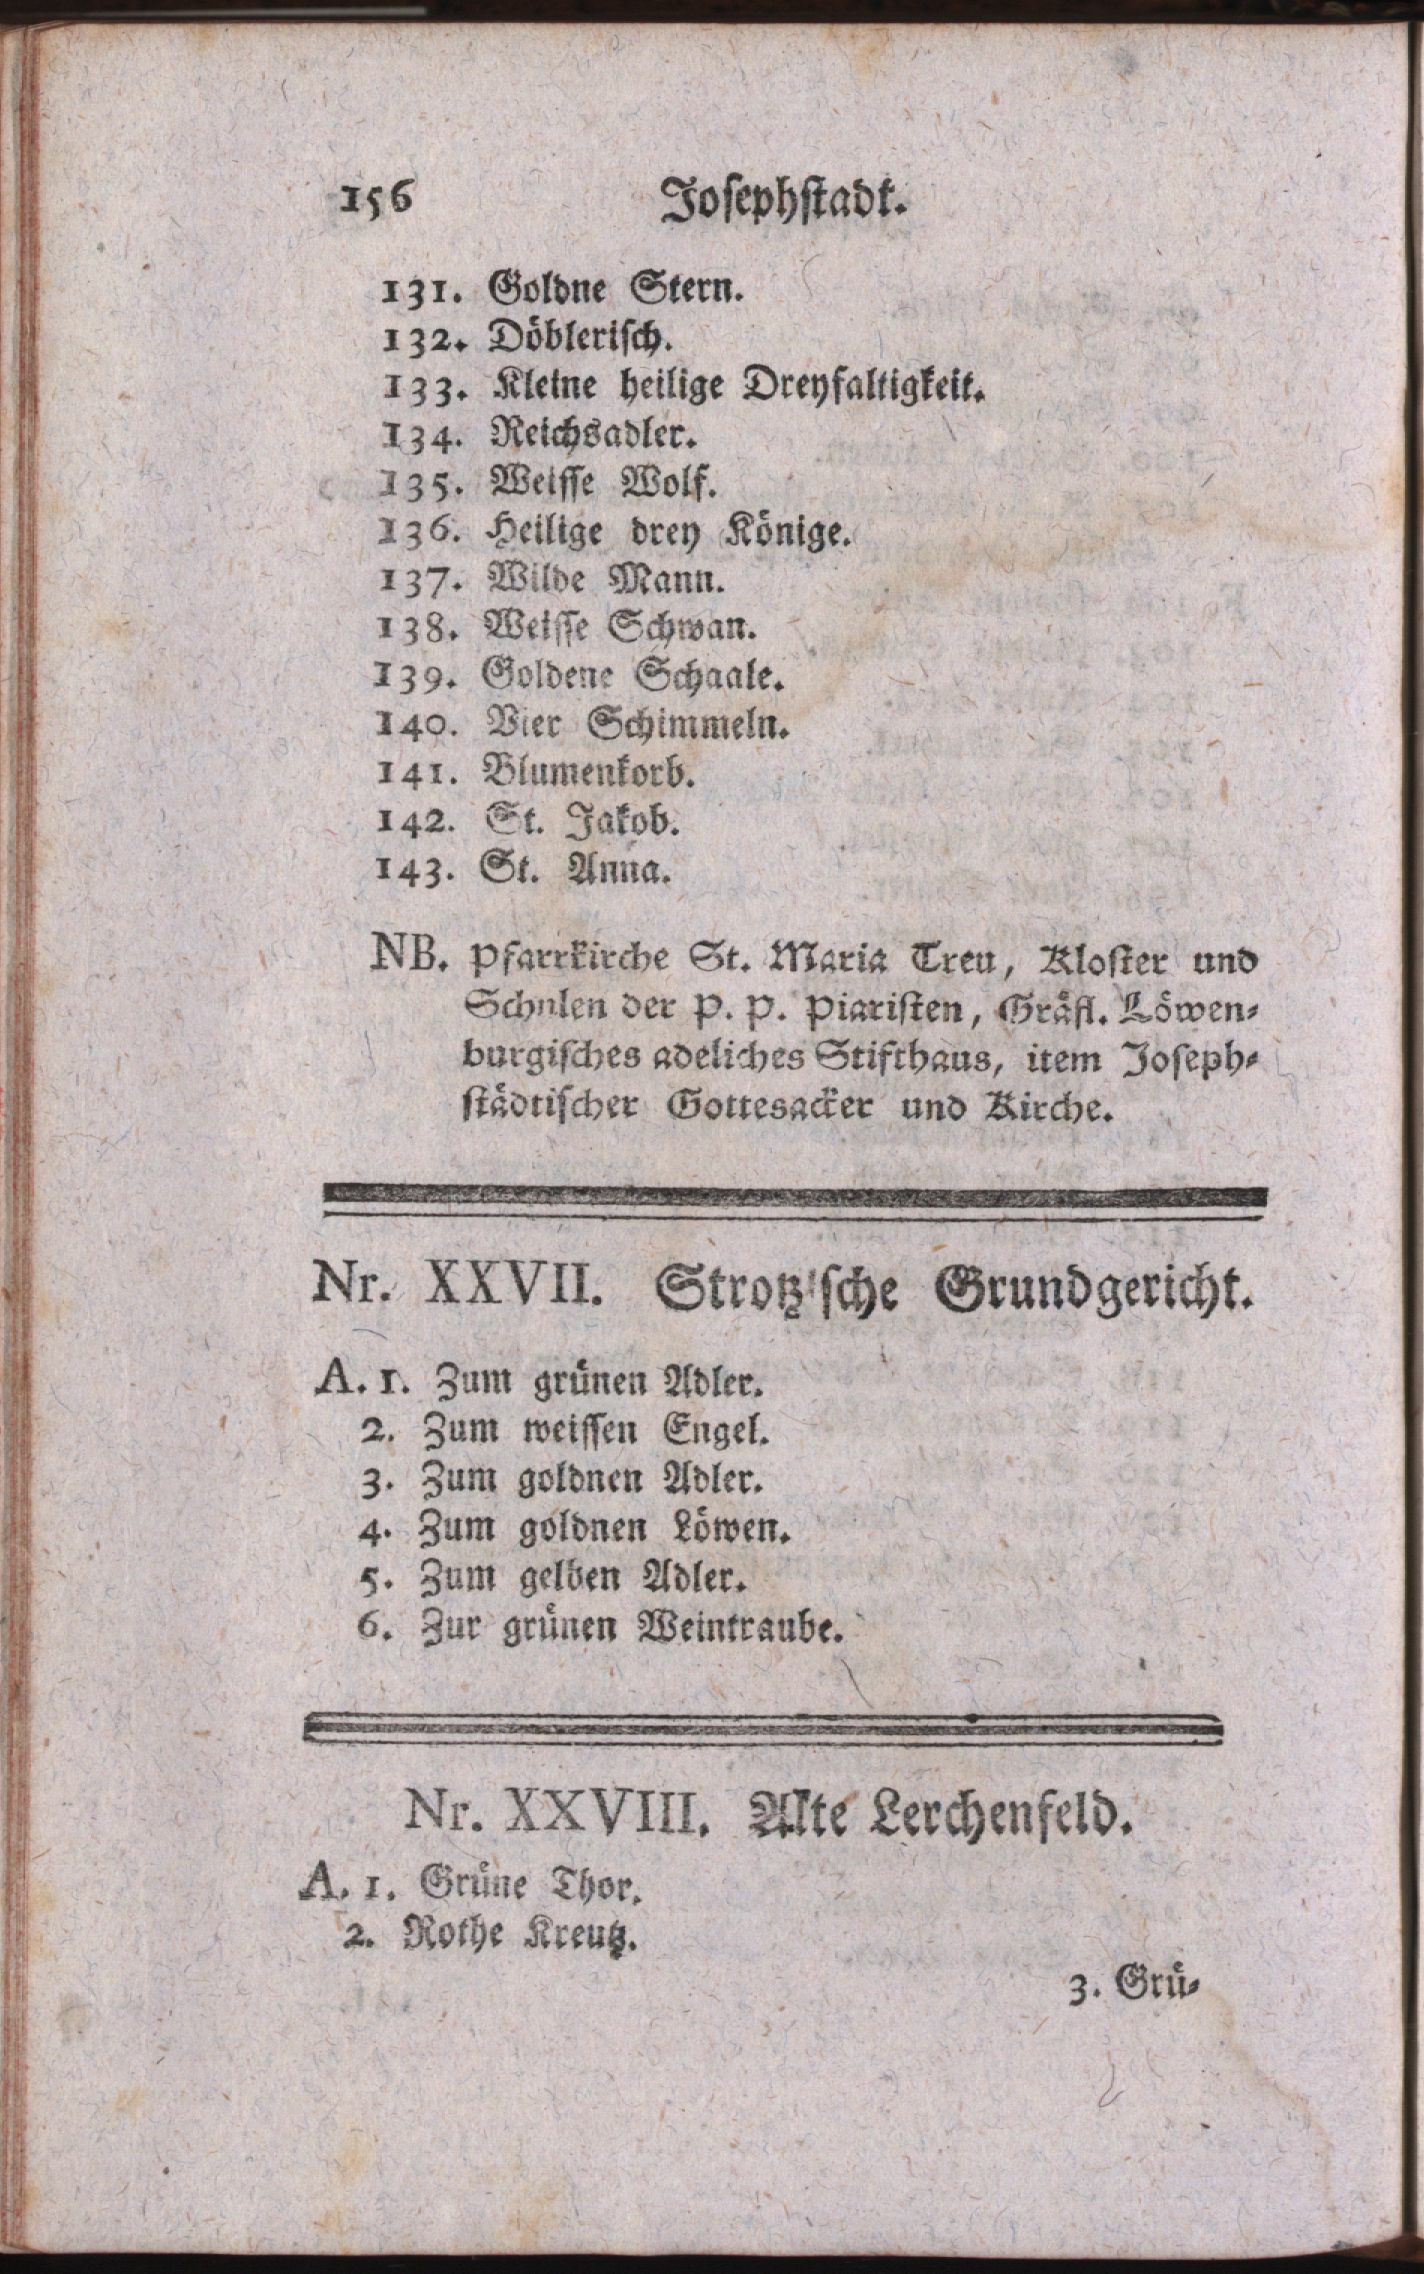 156 Josephstadt.
131. Goldne Stern.
132. Döblerisch.
133. Kleine heilige Dreyfaltigkeit.
134. Reichsadler.
135. Weisse Wolf.
136. Heilige drey Könige.
137. Wilde Mann.
138. Weisse Schwan.
139. Goldene Schaale.
140. Vier Schimmeln.
141. Blumenkorb.
142. St. Jakob.
143. St. Anna.
NB. Pfarrkirche St. Maria Treu, Kloster und
Schulen der P. P. Piaristen, Gräfl. Löwen-
burgisches adeliches Stifthaus, item Joseph-
städtischer Gottesacker und Kirche.
Nr. XXVII. Strotz'sche Grundgericht.
A. 1. Zum grünen Adler.
2. Zum weissen Engel.
3. Zum goldnen Adler.
4. Zum goldnen Löwen.
5. Zum gelben Adler.
6. Zur grünen Weintraube.
Nr. XXVIII. Alte Lerchenfeld.
A. 1. Grüne Thor.
2. Rothe Kreutz.
3. Grü-